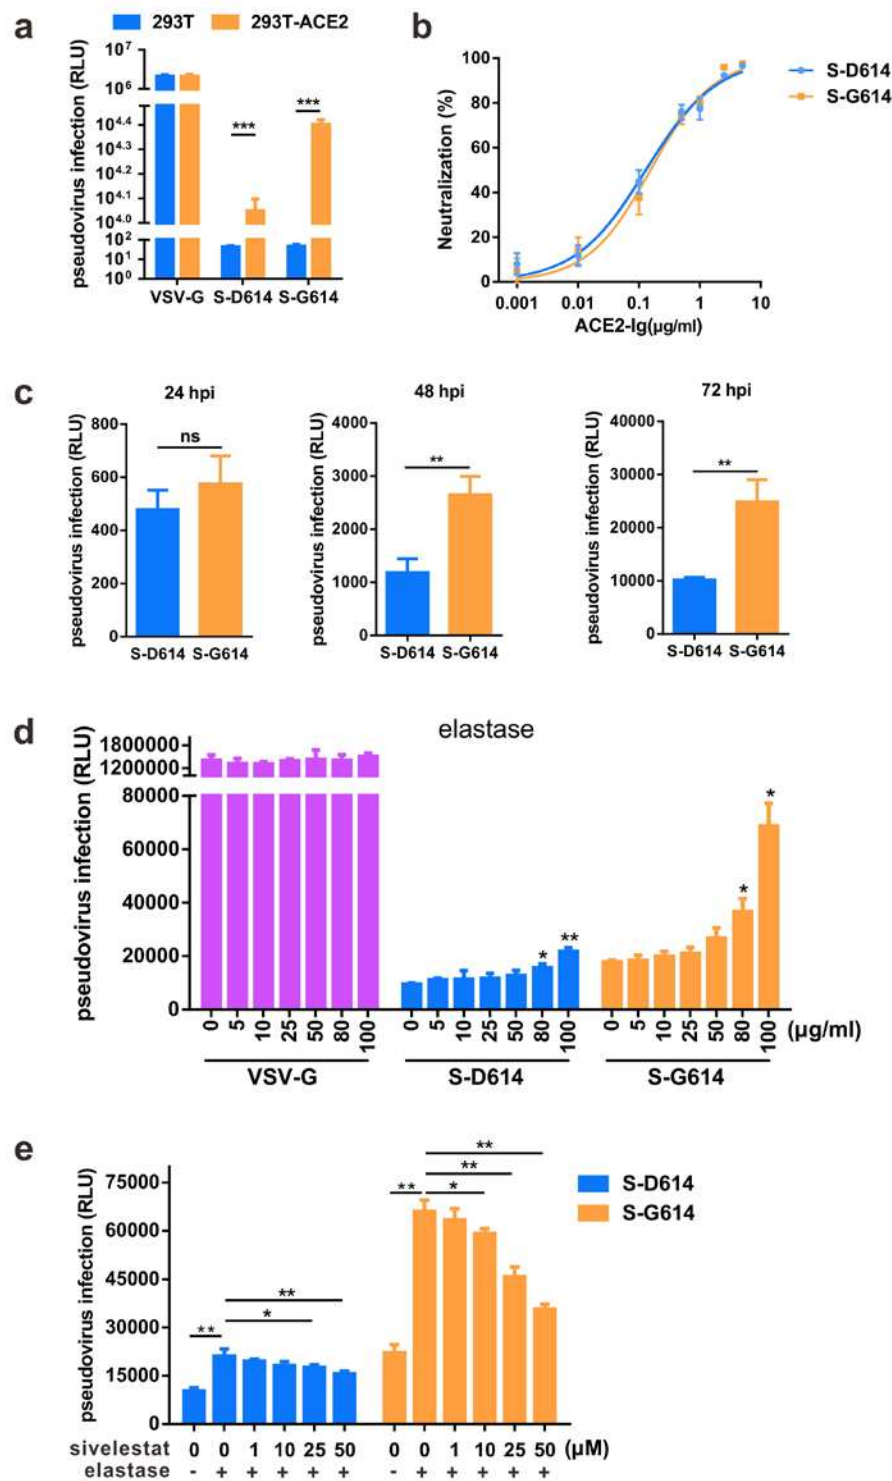 a
293T 293T-ACE2
pseudovirus infection (RLU)
10^7
10^6
10^4.4
10^4.3
10^4.2
10^4.1
10^4.0
10^2
10^1
10^0
*** ***
VSV-G S-D614 S-G614
b
Neutralization (%)
100
80
60
40
20
0
0.001 0.01 0.1 1 10
ACE2-Ig(μg/ml)
S-D614
S-G614
c
24 hpi
pseudovirus infection (RLU)
800
600
400
200
0
ns
S-D614 S-G614
48 hpi
pseudovirus infection (RLU)
4000
3000
2000
1000
0
**
S-D614 S-G614
72 hpi
pseudovirus infection (RLU)
40000
30000
20000
10000
0
**
S-D614 S-G614
d
elastase
pseudovirus infection (RLU)
1800000
1200000
80000
60000
40000
20000
0
* ** * *
0 5 10 25 50 80 100 0 5 10 25 50 80 100 0 5 10 25 50 80 100 (μg/ml)
VSV-G S-D614 S-G614
e
pseudovirus infection (RLU)
75000
60000
45000
30000
15000
0
** * **
** * ** **
S-D614
S-G614
sivelestat 0 0 1 10 25 50 0 0 1 10 25 50 (μM)
elastase - + + + + + - + + + + +